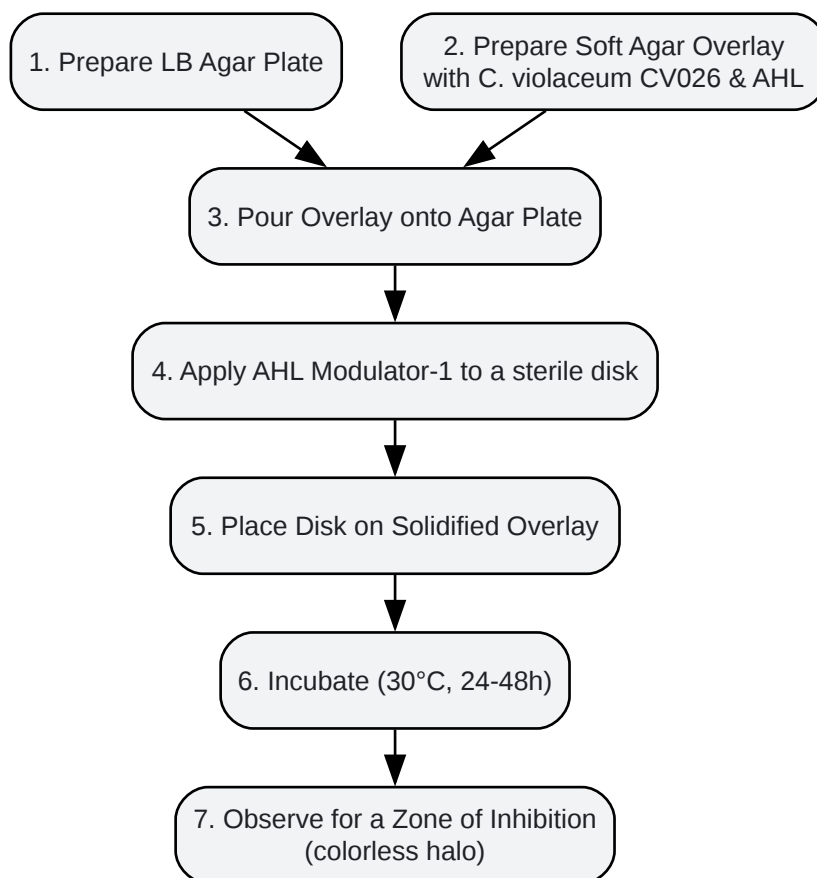 1. Prepare LB Agar Plate
2. Prepare Soft Agar Overlay
with C. violaceum CV026 & AHL
3. Pour Overlay onto Agar Plate
4. Apply AHL Modulator-1 to a sterile disk
5. Place Disk on Solidified Overlay
6. Incubate (30°C, 24-48h)
7. Observe for a Zone of Inhibition
(colorless halo)